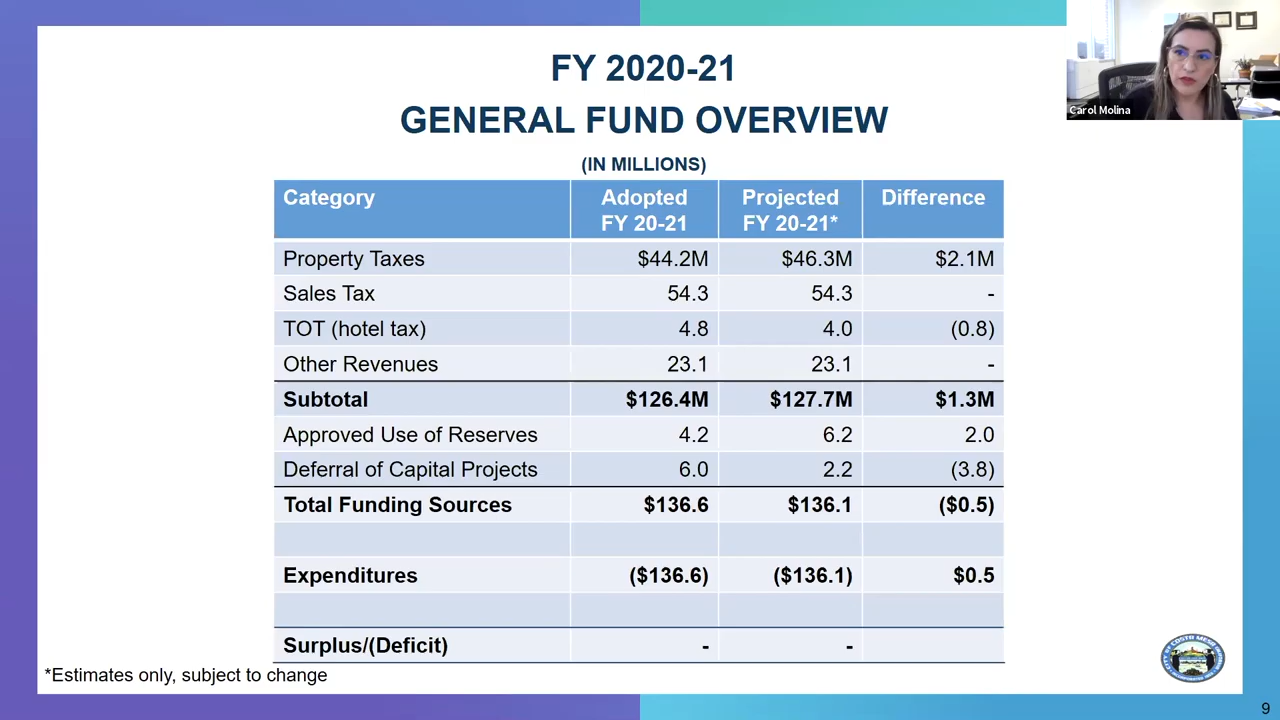 Carol Molina
FY 2020-21
GENERAL FUND OVERVIEW
(IN MILLIONS)
Category Adopted FY 20-21 Projected FY 20-21* Difference
Property Taxes $44.2M $46.3M $2.1M
Sales Tax 54.3 54.3 -
TOT (hotel tax) 4.8 4.0 (0.8)
Other Revenues 23.1 23.1 -
Subtotal $126.4M $127.7M $1.3M
Approved Use of Reserves 4.2 6.2 2.0
Deferral of Capital Projects 6.0 2.2 (3.8)
Total Funding Sources $136.6 $136.1 ($0.5)
Expenditures ($136.6) ($136.1) $0.5
Surplus/(Deficit) - -
*Estimates only, subject to change
9